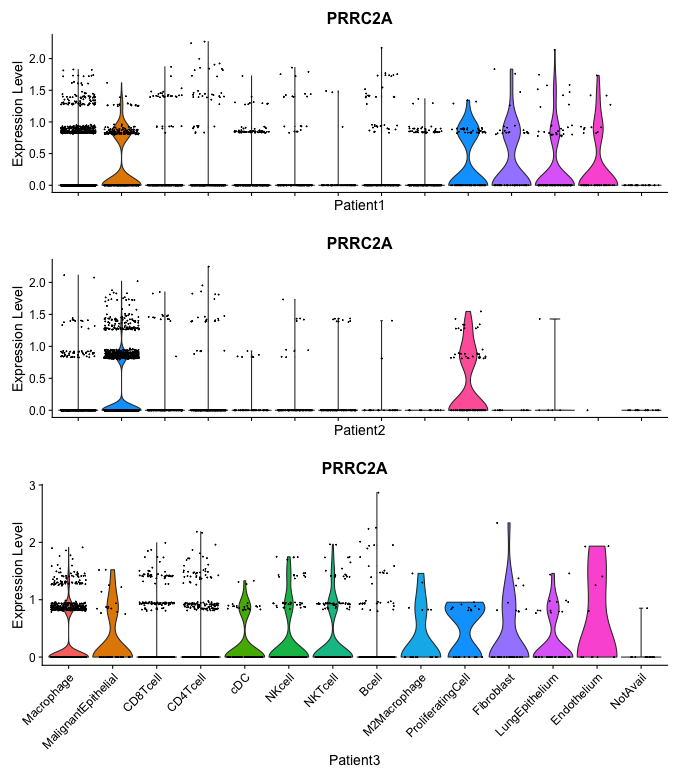 PRRC2A
Expression Level
2.0
1.5
1.0
0.5
0.0
Patient1
PRRC2A
Expression Level
2.0
1.5
1.0
0.5
0.0
Patient2
PRRC2A
Expression Level
3
2
1
0
Macrophage
MalignantEpithelial
CD8Tcell
CD4Tcell
cDC
NKcell
NKTcell
Bcell
M2Macrophage
ProliferatingCell
Fibroblast
LungEpithelium
Endothelium
NotAvail
Patient3